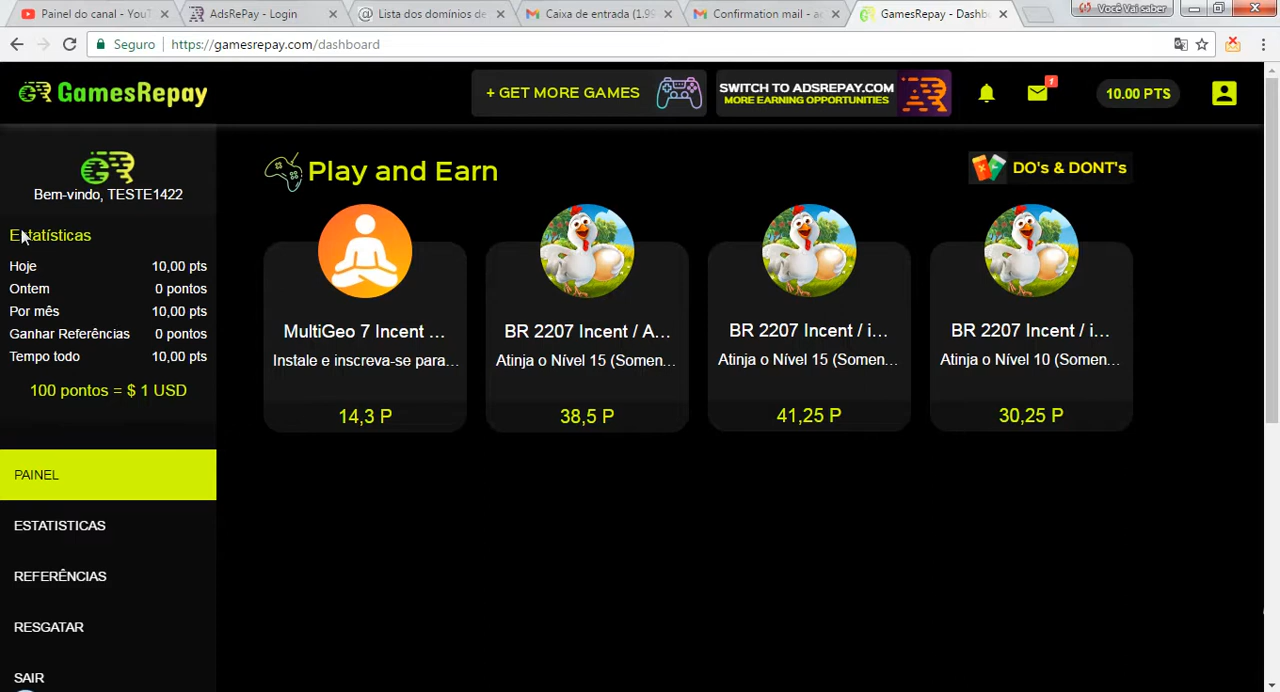 Painel do canal - YouT
AdsRePay - Login
Lista dos domínios de
Caixa de entrada (1.99
Confirmation mail - ac
GamesRepay - Dashb
Você Vai saber
Seguro
https://gamesrepay.com/dashboard
GamesRepay
+ GET MORE GAMES
SWITCH TO ADSREPAY.COM
MORE EARNING OPPORTUNITIES
1
10.00 PTS
Bem-vindo, TESTE1422
Estatísticas
Hoje 10,00 pts
Ontem 0 pontos
Por mês 10,00 pts
Ganhar Referências 0 pontos
Tempo todo 10,00 pts
100 pontos = $ 1 USD
PAINEL
ESTATISTICAS
REFERÊNCIAS
RESGATAR
SAIR
Play and Earn
DO's & DONT's
MultiGeo 7 Incent ...
Instale e inscreva-se para...
14,3 P
BR 2207 Incent / A...
Atinja o Nível 15 (Somen...
38,5 P
BR 2207 Incent / i...
Atinja o Nível 15 (Somen...
41,25 P
BR 2207 Incent / i...
Atinja o Nível 10 (Somen...
30,25 P